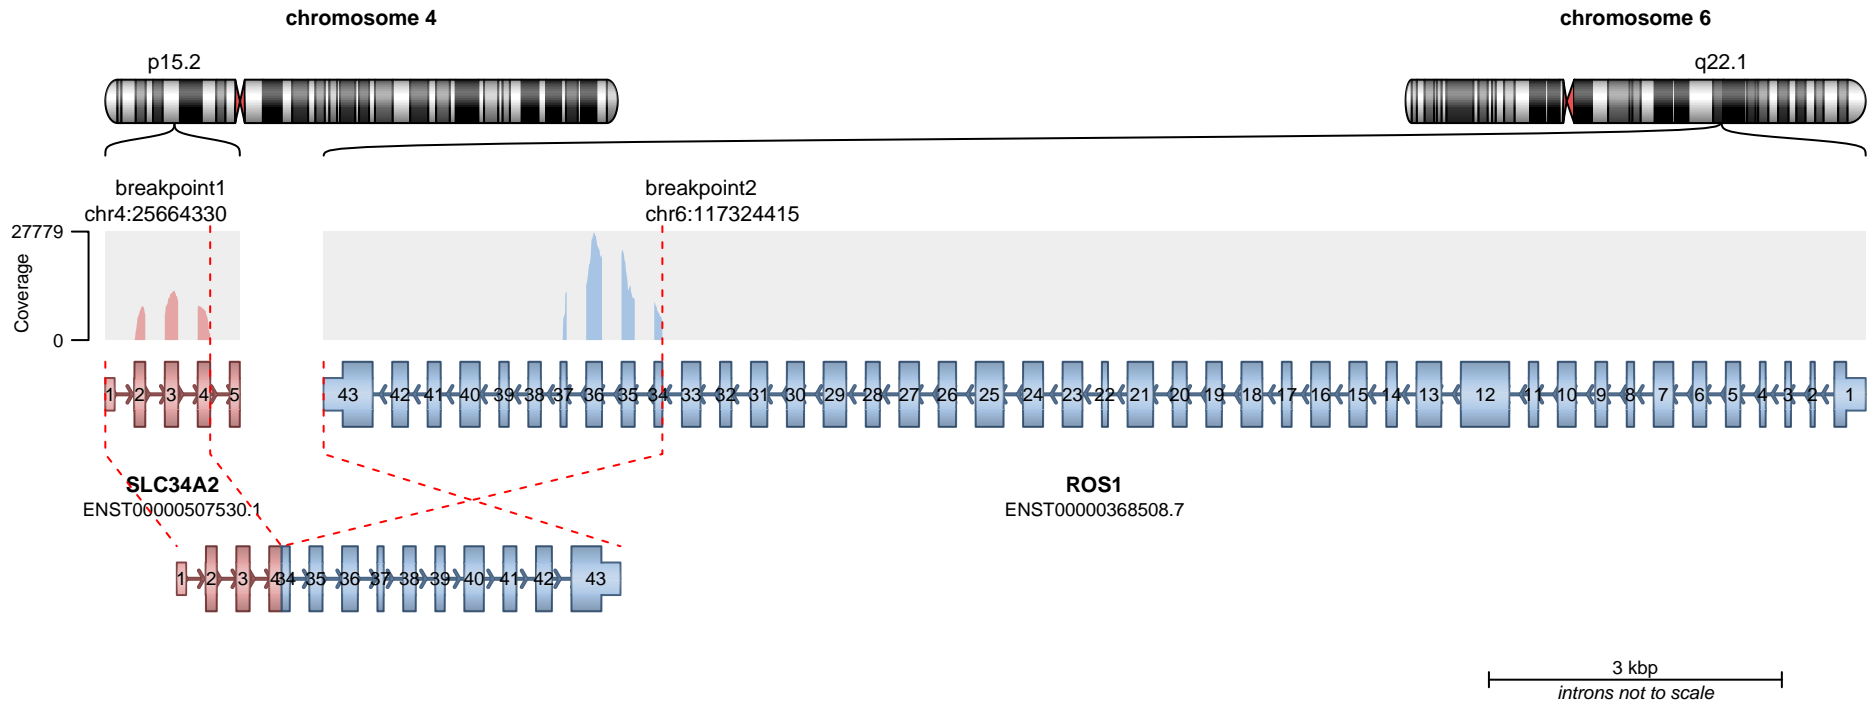 chromosome 4
chromosome 6
p15.2
q22.1
breakpoint1
chr4:25664330
breakpoint2
chr6:117324415
27779
0
Coverage
1 2 3 4 5
43 42 41 40 39 38 37 36 35 34 33 32 31 30 29 28 27 26 25 24 23 22 21 20 19 18 17 16 15 14 13 12 11 10 9 8 7 6 5 4 3 2 1
SLC34A2
ENST00000507530.1
ROS1
ENST00000368508.7
1 2 3 4 34 35 36 37 38 39 40 41 42 43
3 kbp
introns not to scale